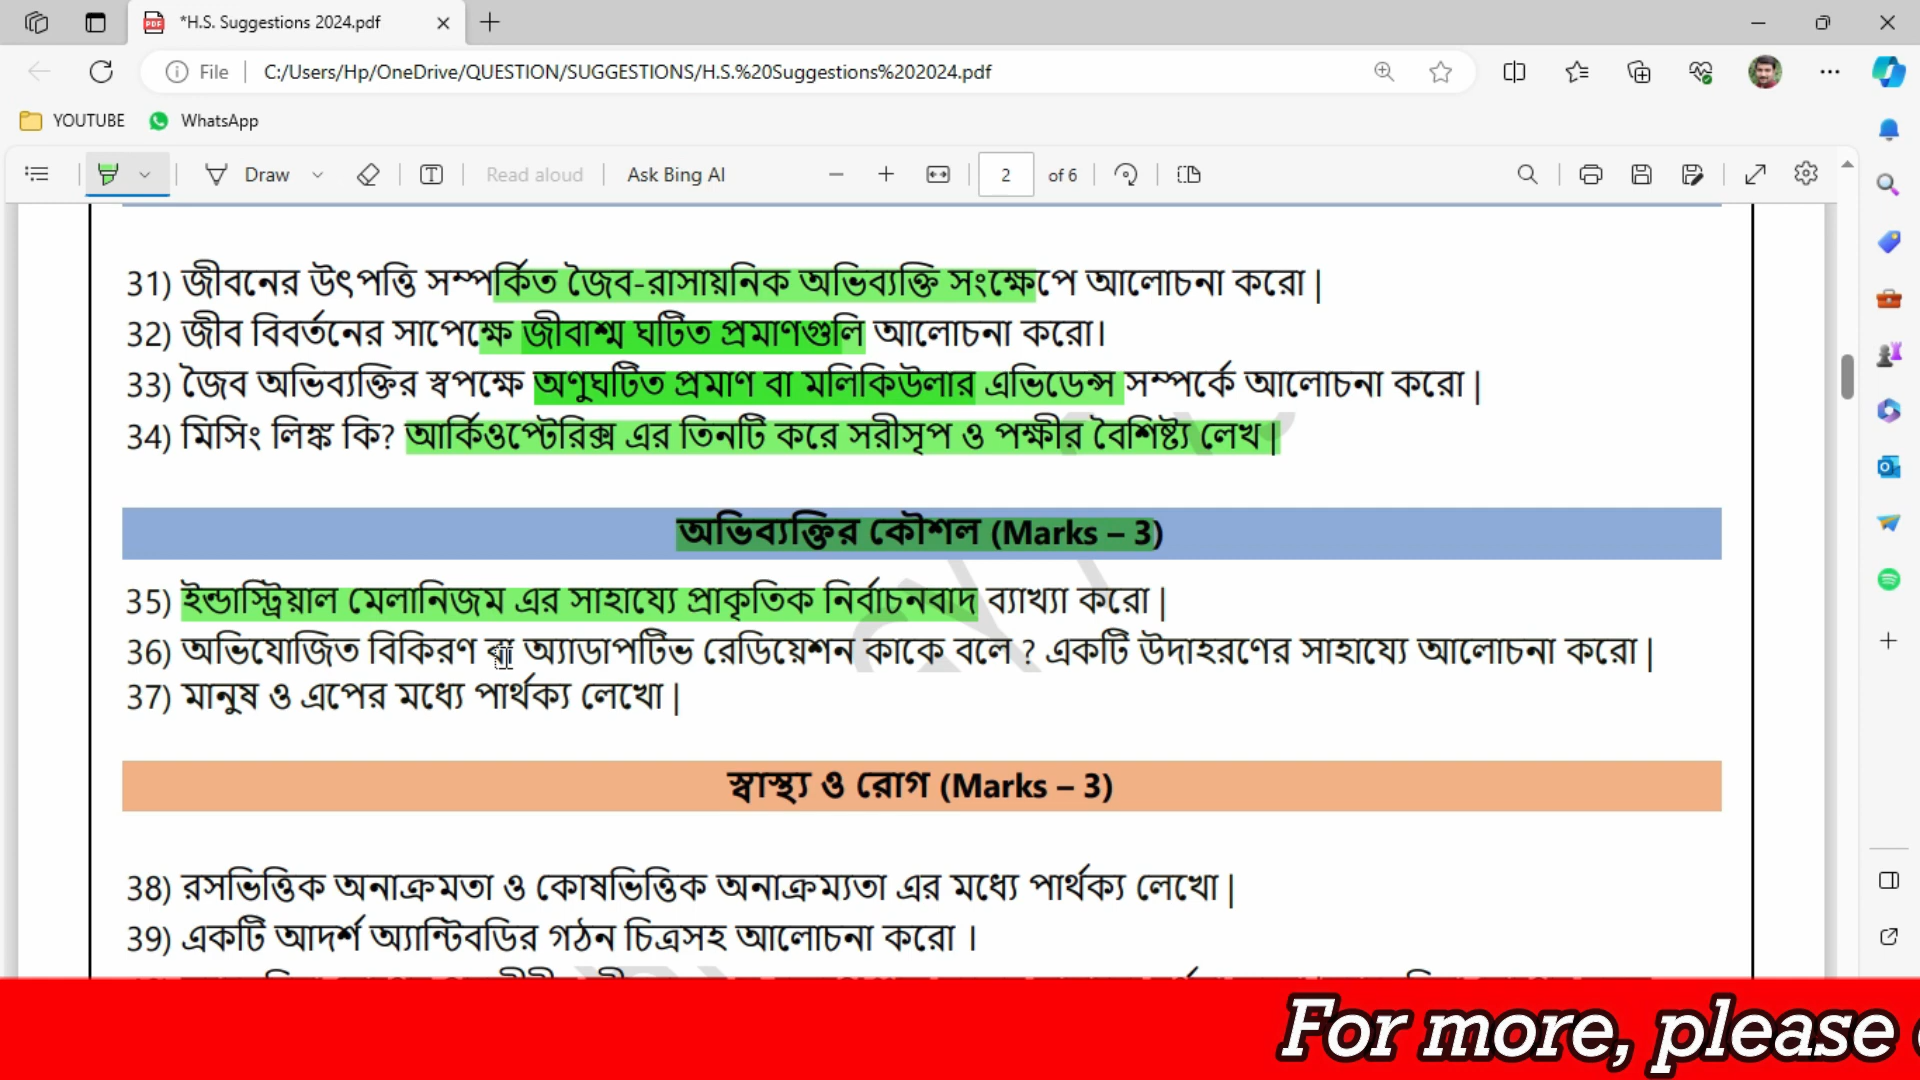 *H.S. Suggestions 2024.pdf
File
C:/Users/Hp/OneDrive/QUESTION/SUGGESTIONS/H.S.%20Suggestions%202024.pdf
YOUTUBE
WhatsApp
Draw
Read aloud
Ask Bing AI
2
of 6
31) জীবনের উৎপত্তি সম্পর্কিত জৈব-রাসায়নিক অভিব্যক্তি সংক্ষেপে আলোচনা করো |
32) জীব বিবর্তনের সাপেক্ষে জীবাশ্ম ঘটিত প্রমাণগুলি আলোচনা করো।
33) জৈব অভিব্যক্তির স্বপক্ষে অণুঘটিত প্রমাণ বা মলিকিউলার এভিডেন্স সম্পর্কে আলোচনা করো |
34) মিসিং লিঙ্ক কি? আর্কিওপ্টেরিক্স এর তিনটি করে সরীসৃপ ও পক্ষীর বৈশিষ্ট্য লেখ |
অভিব্যক্তির কৌশল (Marks – 3)
35) ইন্ডাস্ট্রিয়াল মেলানিজম এর সাহায্যে প্রাকৃতিক নির্বাচনবাদ ব্যাখ্যা করো |
36) অভিযোজিত বিকিরণ বা অ্যাডাপটিভ রেডিয়েশন কাকে বলে ? একটি উদাহরণের সাহায্যে আলোচনা করো |
37) মানুষ ও এপের মধ্যে পার্থক্য লেখো |
স্বাস্থ্য ও রোগ (Marks – 3)
38) রসভিত্তিক অনাক্রমতা ও কোষভিত্তিক অনাক্রম্যতা এর মধ্যে পার্থক্য লেখো |
39) একটি আদর্শ অ্যান্টিবডির গঠন চিত্রসহ আলোচনা করো ।
For more, please